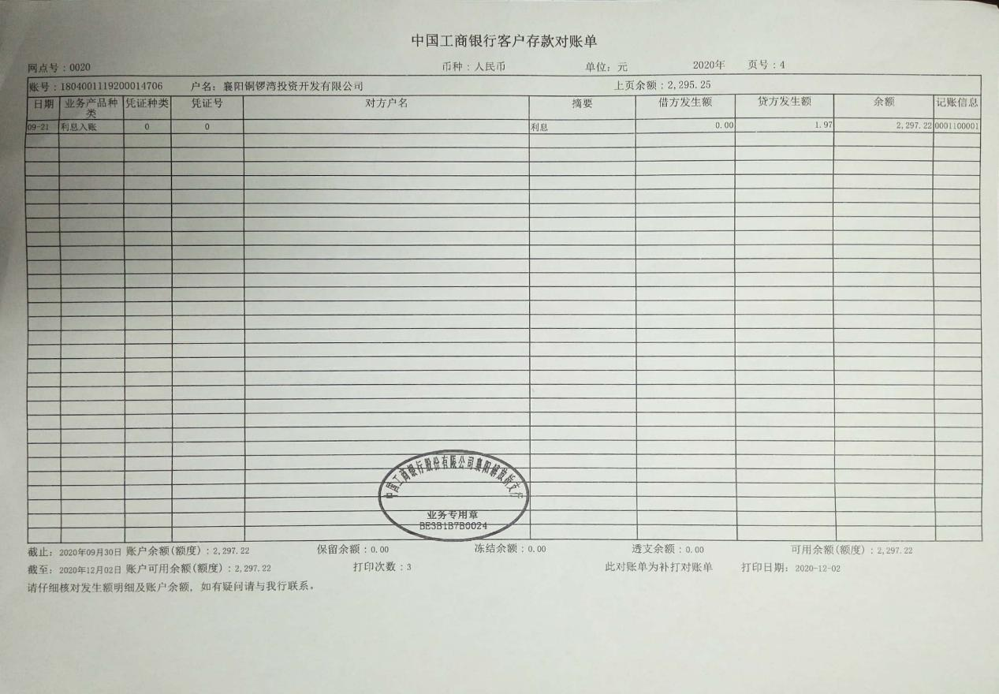 中国工商银行客户存款对账单
网点号：0020 币种：人民币 单位：元 2020年 页号：4
账号：1804001119200014706 户名：襄阳铜锣湾投资开发有限公司 上页余额：2,295.25
日期 业务产品种类 凭证种类 凭证号 对方户名 摘要 借方发生额 贷方发生额 余额 记账信息
09-21 利息入账 0 0 利息 0.00 1.97 2,297.22 0001100001
中国工商银行股份有限公司襄阳解放桥支行
业务专用章
BE3B1B7B0024
截止：2020年09月30日 账户余额(额度)：2,297.22 保留余额：0.00 冻结余额：0.00 透支余额：0.00 可用余额(额度)：2,297.22
截至：2020年12月02日 账户可用余额(额度)：2,297.22 打印次数：3 此对账单为补打对账单 打印日期：2020-12-02
请仔细核对发生额明细及账户余额，如有疑问请与我行联系。